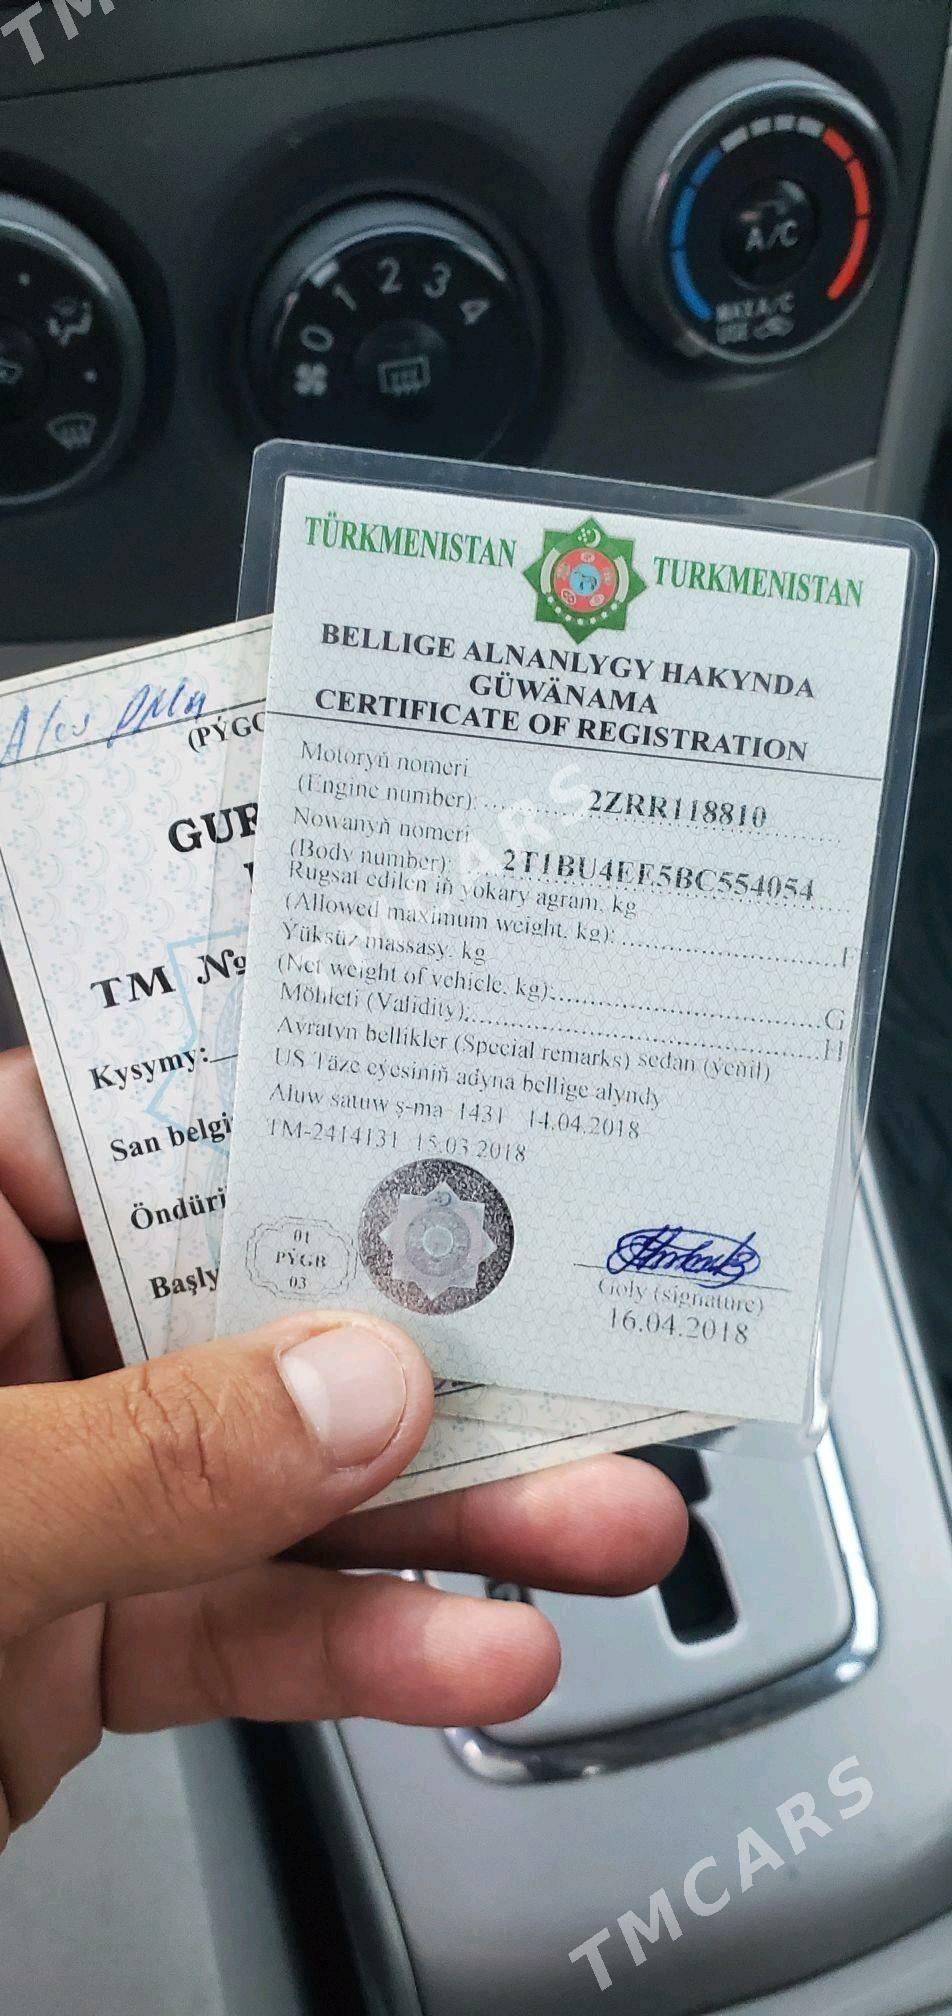 TM
0 1 2 3 4
A/C
MAX A/C
USE
TÜRKMENISTAN TURKMENISTAN
BELLIGE ALNANLYGY HAKYNDA
GÜWÄNAMA
CERTIFICATE OF REGISTRATION
Motoryň nomeri
(Engine number): 2ZRR118810
Nowanyň nomeri
(Body number): 2T1BU4EE5BC554054
Rugsat edilen iň ýokary agram, kg
(Allowed maximum weight, kg): F
Ýüksüz massasy, kg
(Net weight of vehicle, kg): G
Möhleti (Validity): H
Aýratyn bellikler (Special remarks) sedan (ýeňil)
US Täze eýesiniň adyna bellige alyndy
Aluw satuw ş-ma 1431 14.04.2018
TM-2414131 15.03.2018
01
PÝGB
03
Goly (signature)
16.04.2018
(PÝGG
GUR
TM №
Kysymy:
San belgi
Öndüri
Başly
TMCARS
TMCARS